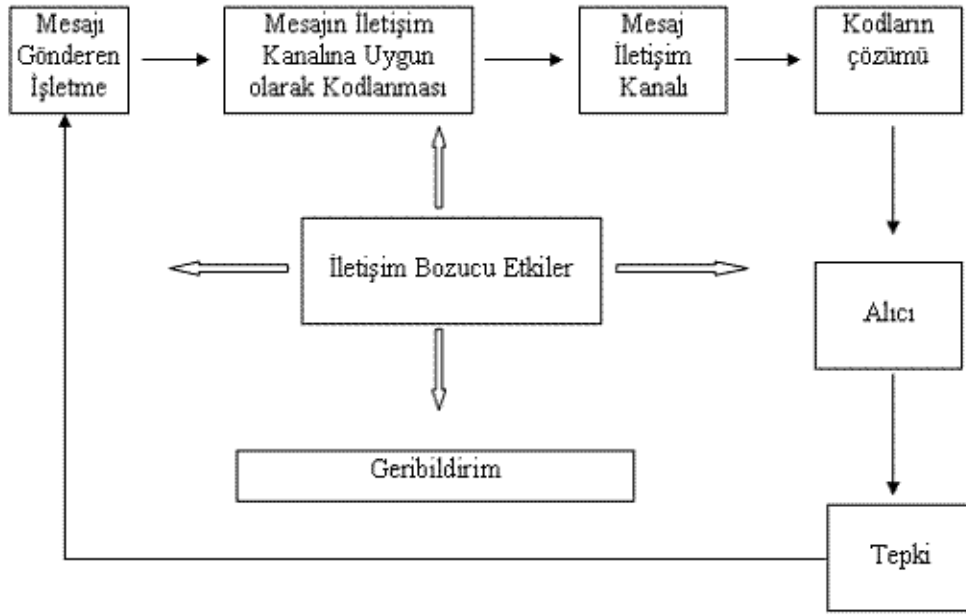 Mesajı
Gönderen
İşletme
Mesajın İletişim
Kanalına Uygun
olarak Kodlanması
Mesaj
İletişim
Kanalı
Kodların
çözümü
İletişim Bozucu Etkiler
Alıcı
Geribildirim
Tepki